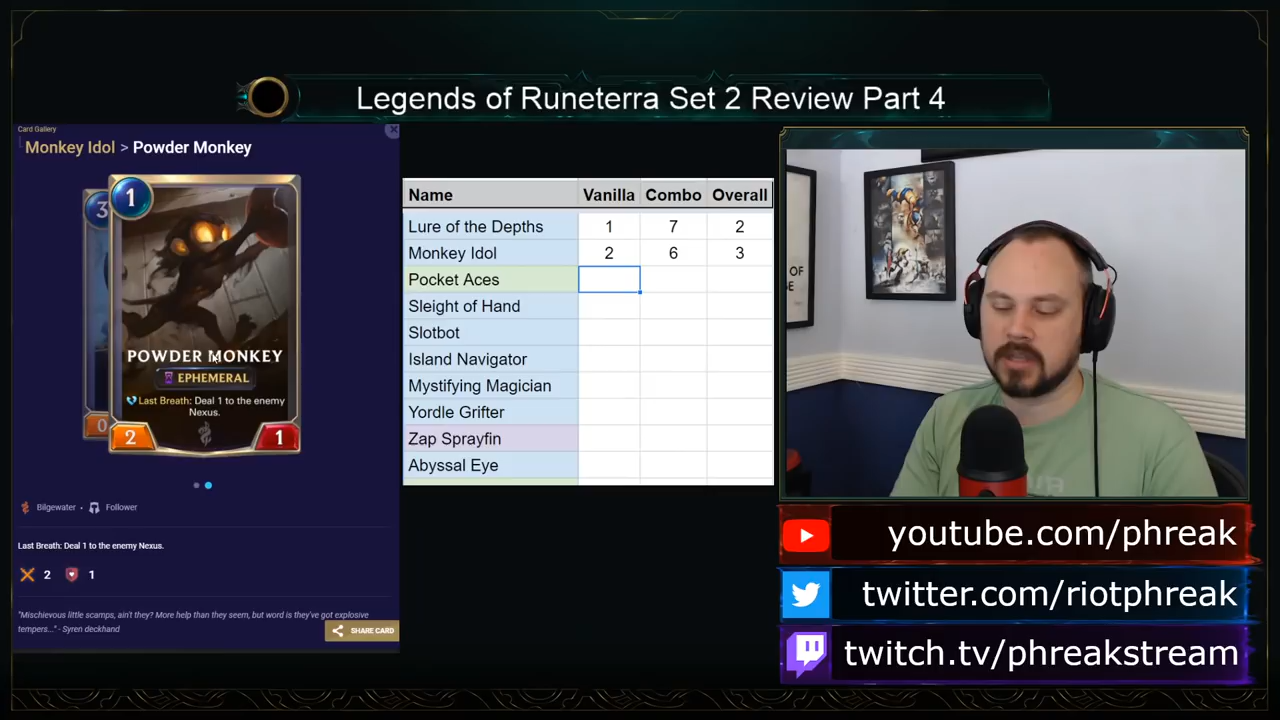 Legends of Runeterra Set 2 Review Part 4
Card Gallery
Monkey Idol > Powder Monkey
3
1
POWDER MONKEY
EPHEMERAL
Last Breath: Deal 1 to the enemy
Nexus.
0
2
1
Bilgewater • Follower
Last Breath: Deal 1 to the enemy Nexus.
2 1
"Mischievous little scamps, ain't they? More help than they seem, but word is they've got explosive
tempers..." - Syren deckhand
SHARE CARD
Name Vanilla Combo Overall
Lure of the Depths 1 7 2
Monkey Idol 2 6 3
Pocket Aces
Sleight of Hand
Slotbot
Island Navigator
Mystifying Magician
Yordle Grifter
Zap Sprayfin
Abyssal Eye
OF
youtube.com/phreak
twitter.com/riotphreak
twitch.tv/phreakstream